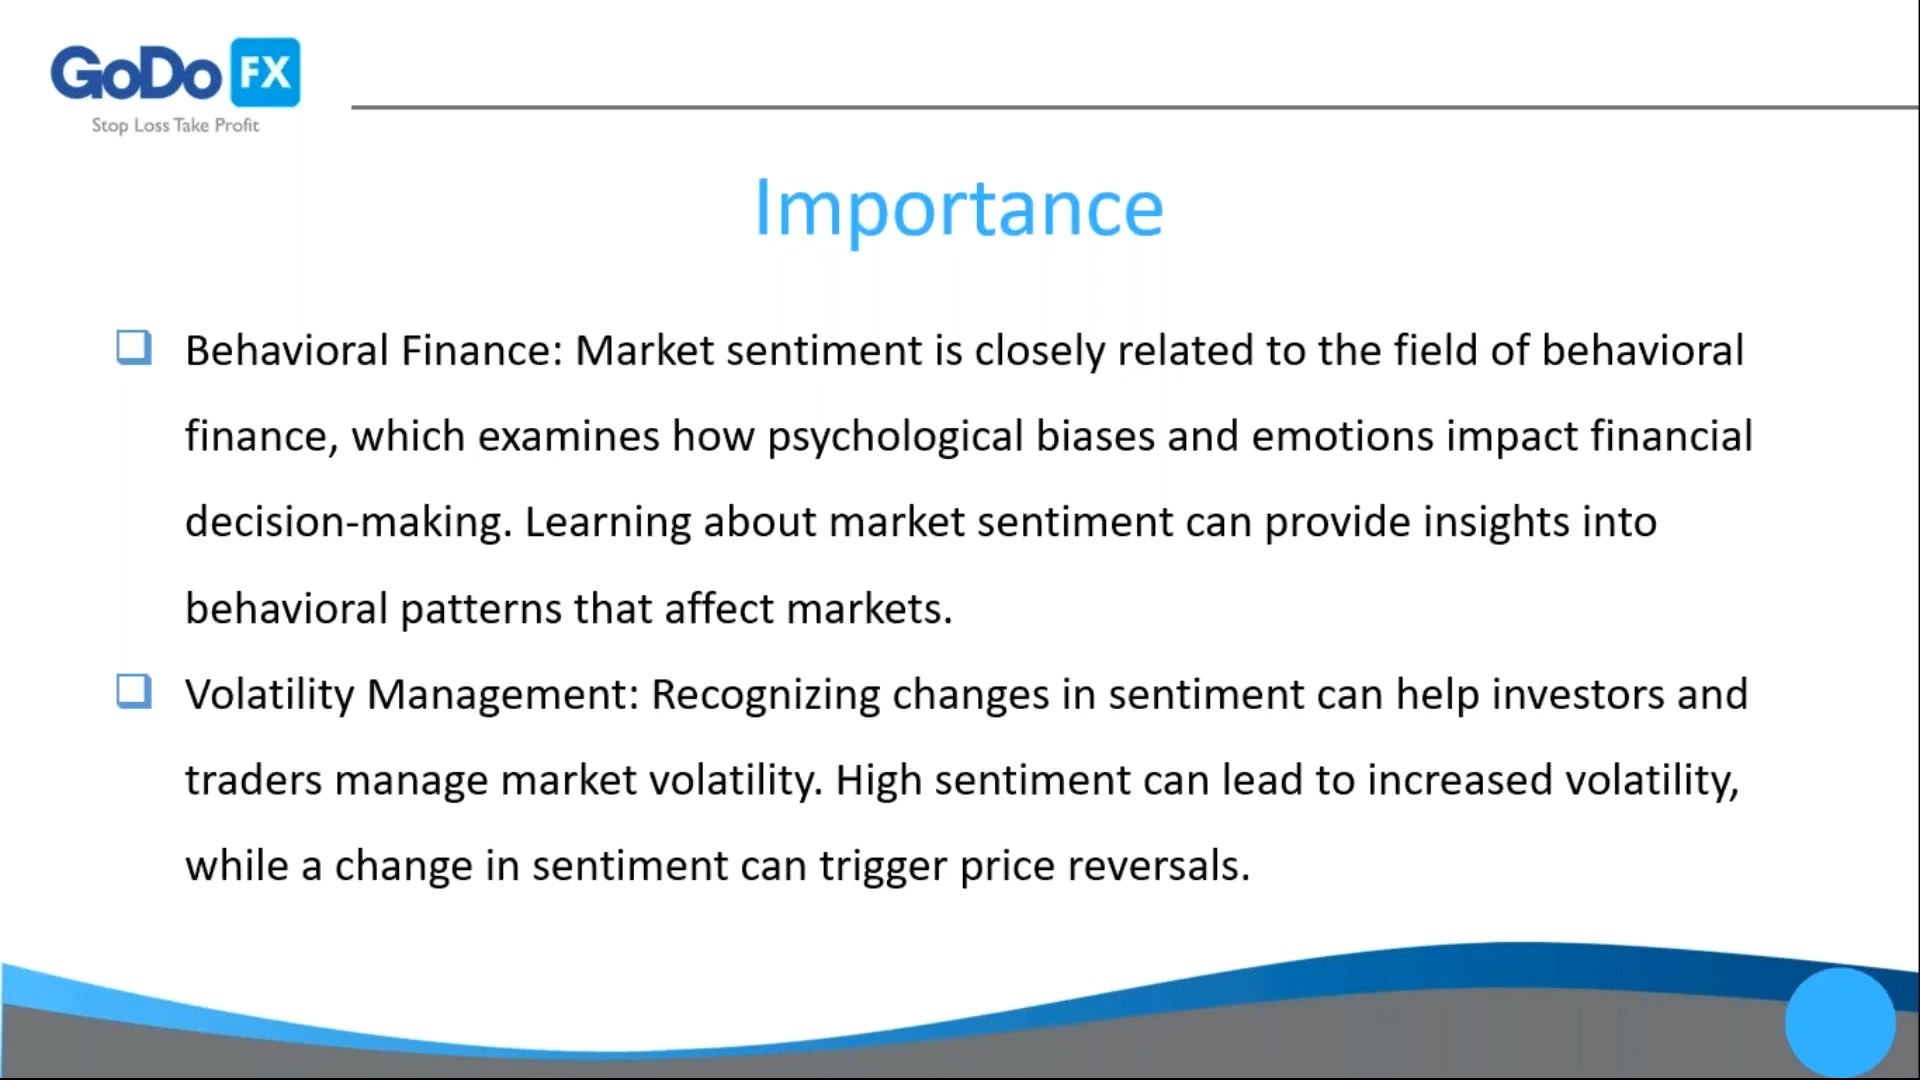 GoDo FX
Stop Loss Take Profit
Importance
Behavioral Finance: Market sentiment is closely related to the field of behavioral
finance, which examines how psychological biases and emotions impact financial
decision-making. Learning about market sentiment can provide insights into
behavioral patterns that affect markets.
Volatility Management: Recognizing changes in sentiment can help investors and
traders manage market volatility. High sentiment can lead to increased volatility,
while a change in sentiment can trigger price reversals.